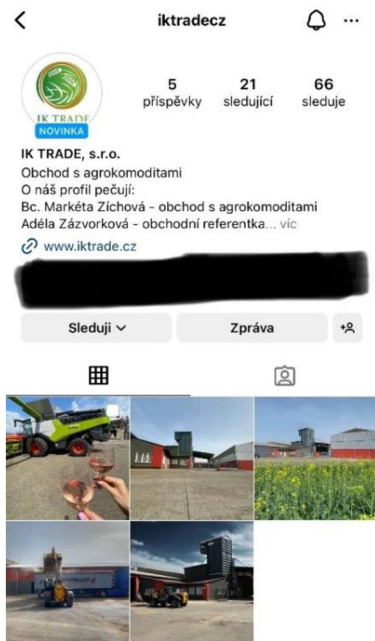 iktradecz
IK TRADE
NOVINKA
5
příspěvky
21
sledující
66
sleduje
IK TRADE, s.r.o.
Obchod s agrokomoditami
O náš profil pečují:
Bc. Markéta Zíchová - obchod s agrokomoditami
Adéla Zázvorková - obchodní referentka... víc
www.iktrade.cz
Sleduji
Zpráva